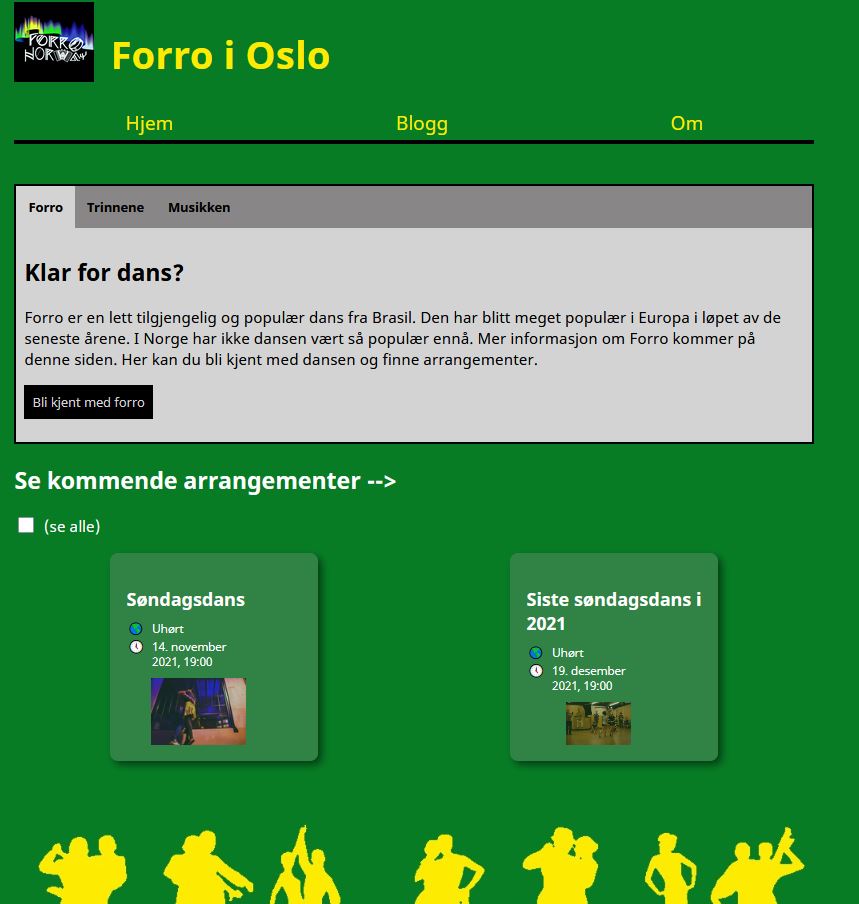 FORRO
NORWAY
Forro i Oslo
Hjem Blogg Om
Forro Trinnene Musikken
Klar for dans?
Forro er en lett tilgjengelig og populær dans fra Brasil. Den har blitt meget populær i Europa i løpet av de
seneste årene. I Norge har ikke dansen vært så populær ennå. Mer informasjon om Forro kommer på
denne siden. Her kan du bli kjent med dansen og finne arrangementer.
Bli kjent med forro
Se kommende arrangementer -->
(se alle)
Søndagsdans
Uhørt
14. november
2021, 19:00
Siste søndagsdans i
2021
Uhørt
19. desember
2021, 19:00